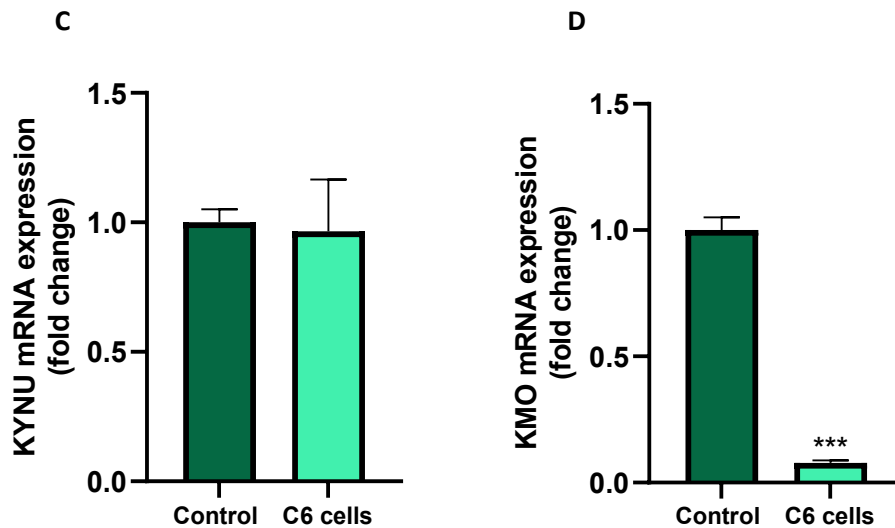 C
KYNU mRNA expression
(fold change)
1.5
1.0
0.5
0.0
Control
C6 cells
D
KMO mRNA expression
(fold change)
1.5
1.0
0.5
0.0
***
Control
C6 cells